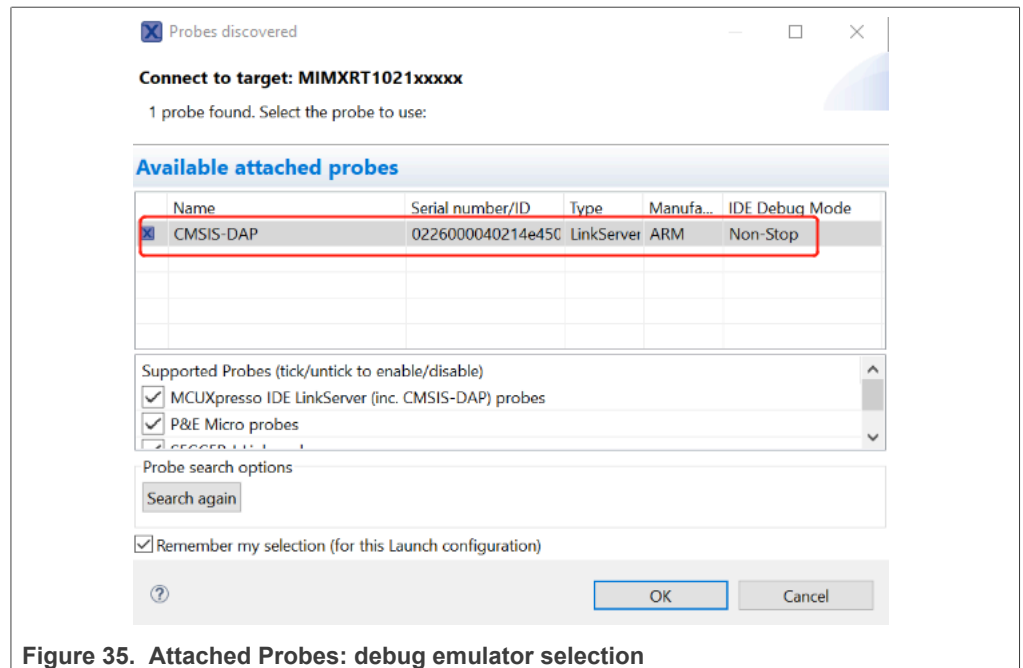 Probes discovered
Connect to target: MIMXRT1021xxxxx
1 probe found. Select the probe to use:
Available attached probes
Name Serial number/ID Type Manufa... IDE Debug Mode
CMSIS-DAP 0226000040214e450 LinkServer ARM Non-Stop
Supported Probes (tick/untick to enable/disable)
MCUXpresso IDE LinkServer (inc. CMSIS-DAP) probes
P&E Micro probes
Probe search options
Search again
Remember my selection (for this Launch configuration)
?
OK Cancel
Figure 35. Attached Probes: debug emulator selection